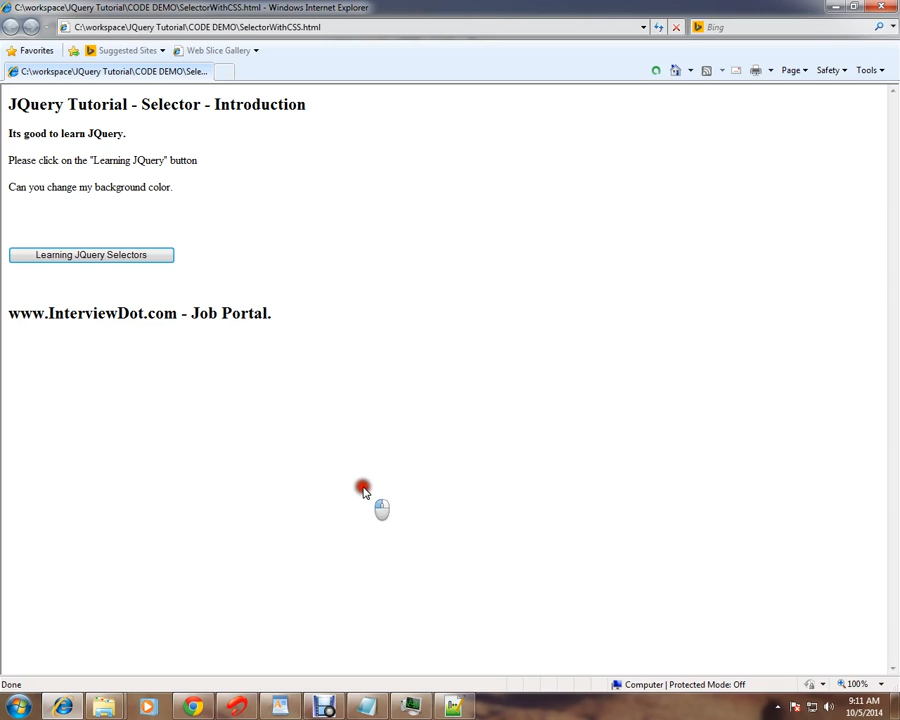 C:\workspace\JQuery Tutorial\CODE DEMO\SelectorWithCSS.html - Windows Internet Explorer
C:\workspace\JQuery Tutorial\CODE DEMO\SelectorWithCSS.html
Bing
Favorites
Suggested Sites
Web Slice Gallery
C:\workspace\JQuery Tutorial\CODE DEMO\Sele...
Page
Safety
Tools
JQuery Tutorial - Selector - Introduction
Its good to learn JQuery.
Please click on the "Learning JQuery" button
Can you change my background color.
Learning JQuery Selectors
www.InterviewDot.com - Job Portal.
Done
Computer | Protected Mode: Off
100%
9:11 AM
10/5/2014